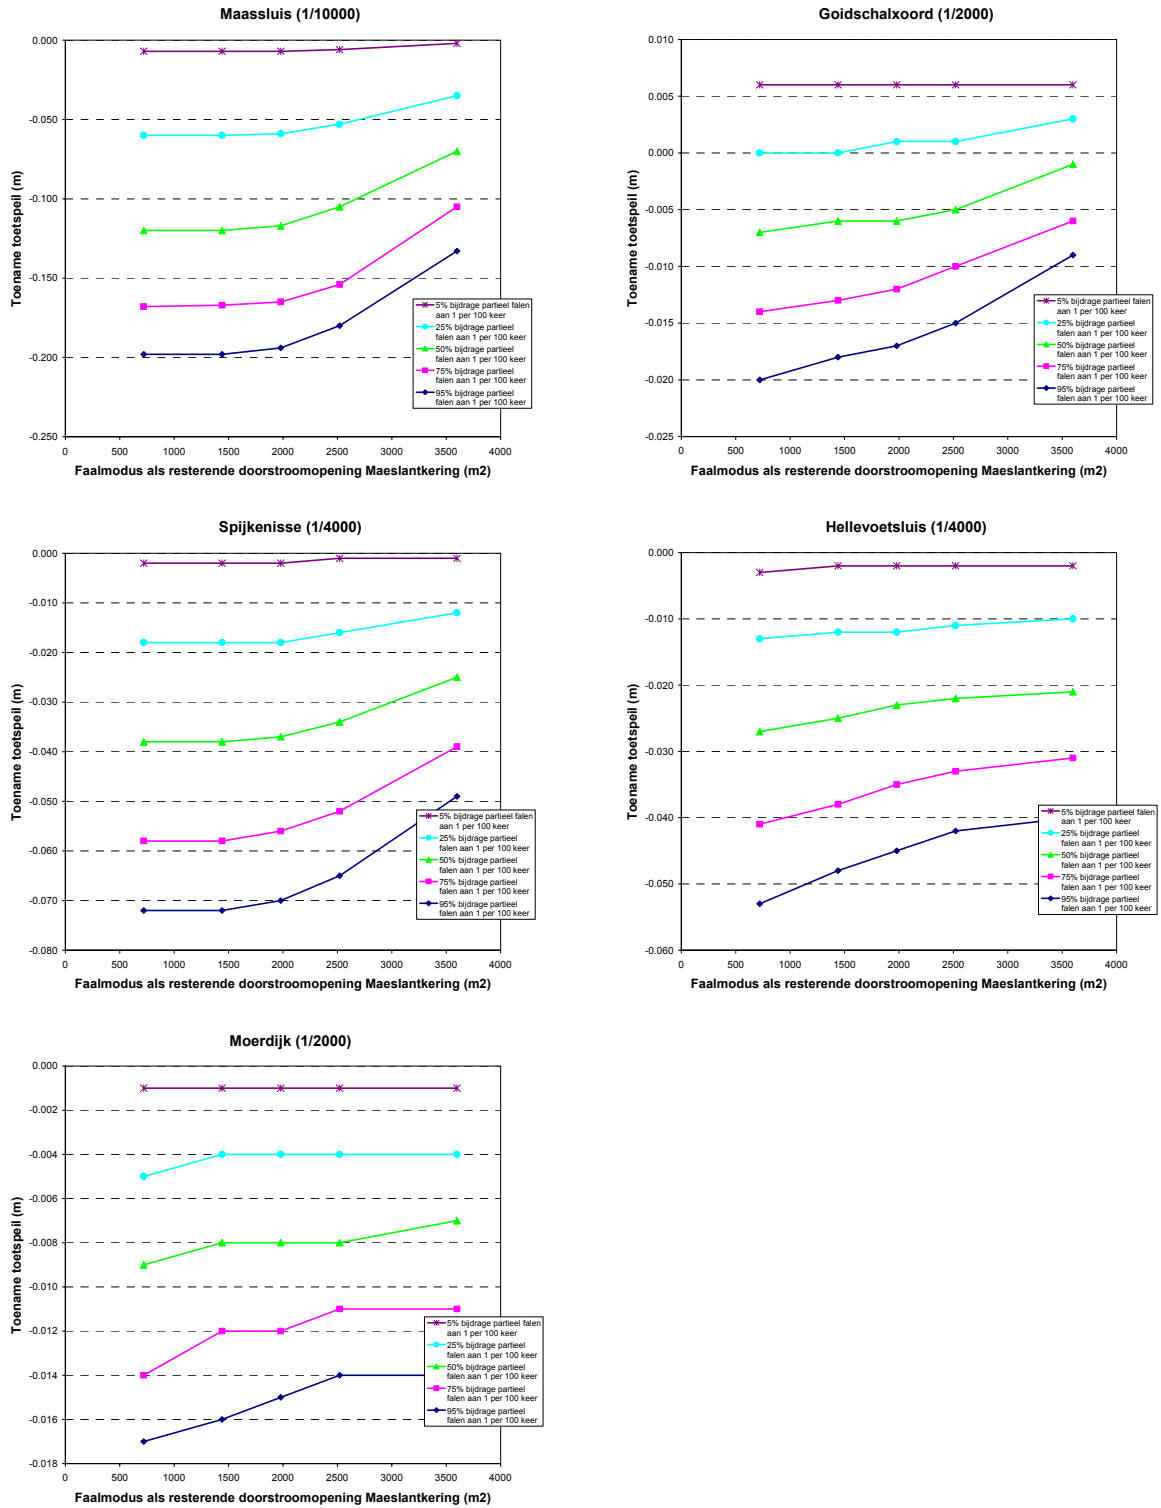 Maassluis (1/10000)
0.000
-0.050
-0.100
-0.150
-0.200
-0.250
0 500 1000 1500 2000 2500 3000 3500 4000
Toename toetspeil (m)
Faalmodus als resterende doorstroomopening Maeslantkering (m2)
5% bijdrage partieel falen
aan 1 per 100 keer
25% bijdrage partieel
falen aan 1 per 100 keer
50% bijdrage partieel
falen aan 1 per 100 keer
75% bijdrage partieel
falen aan 1 per 100 keer
95% bijdrage partieel
falen aan 1 per 100 keer
Goidschalxoord (1/2000)
0.010
0.005
0.000
-0.005
-0.010
-0.015
-0.020
-0.025
0 500 1000 1500 2000 2500 3000 3500 4000
Toename toetspeil (m)
Faalmodus als resterende doorstroomopening Maeslantkering (m2)
5% bijdrage partieel falen
aan 1 per 100 keer
25% bijdrage partieel
falen aan 1 per 100 keer
50% bijdrage partieel
falen aan 1 per 100 keer
75% bijdrage partieel
falen aan 1 per 100 keer
95% bijdrage partieel
falen aan 1 per 100 keer
Spijkenisse (1/4000)
0.000
-0.010
-0.020
-0.030
-0.040
-0.050
-0.060
-0.070
-0.080
0 500 1000 1500 2000 2500 3000 3500 4000
Toename toetspeil (m)
Faalmodus als resterende doorstroomopening Maeslantkering (m2)
5% bijdrage partieel falen
aan 1 per 100 keer
25% bijdrage partieel
falen aan 1 per 100 keer
50% bijdrage partieel
falen aan 1 per 100 keer
75% bijdrage partieel
falen aan 1 per 100 keer
95% bijdrage partieel
falen aan 1 per 100 keer
Hellevoetsluis (1/4000)
0.000
-0.010
-0.020
-0.030
-0.040
-0.050
-0.060
0 500 1000 1500 2000 2500 3000 3500 4000
Toename toetspeil (m)
Faalmodus als resterende doorstroomopening Maeslantkering (m2)
5% bijdrage partieel falen
aan 1 per 100 keer
25% bijdrage partieel
falen aan 1 per 100 keer
50% bijdrage partieel
falen aan 1 per 100 keer
75% bijdrage partieel
falen aan 1 per 100 keer
95% bijdrage partieel
falen aan 1 per 100 keer
Moerdijk (1/2000)
0.000
-0.002
-0.004
-0.006
-0.008
-0.010
-0.012
-0.014
-0.016
-0.018
0 500 1000 1500 2000 2500 3000 3500 4000
Toename toetspeil (m)
Faalmodus als resterende doorstroomopening Maeslantkering (m2)
5% bijdrage partieel falen
aan 1 per 100 keer
25% bijdrage partieel
falen aan 1 per 100 keer
50% bijdrage partieel
falen aan 1 per 100 keer
75% bijdrage partieel
falen aan 1 per 100 keer
95% bijdrage partieel
falen aan 1 per 100 keer